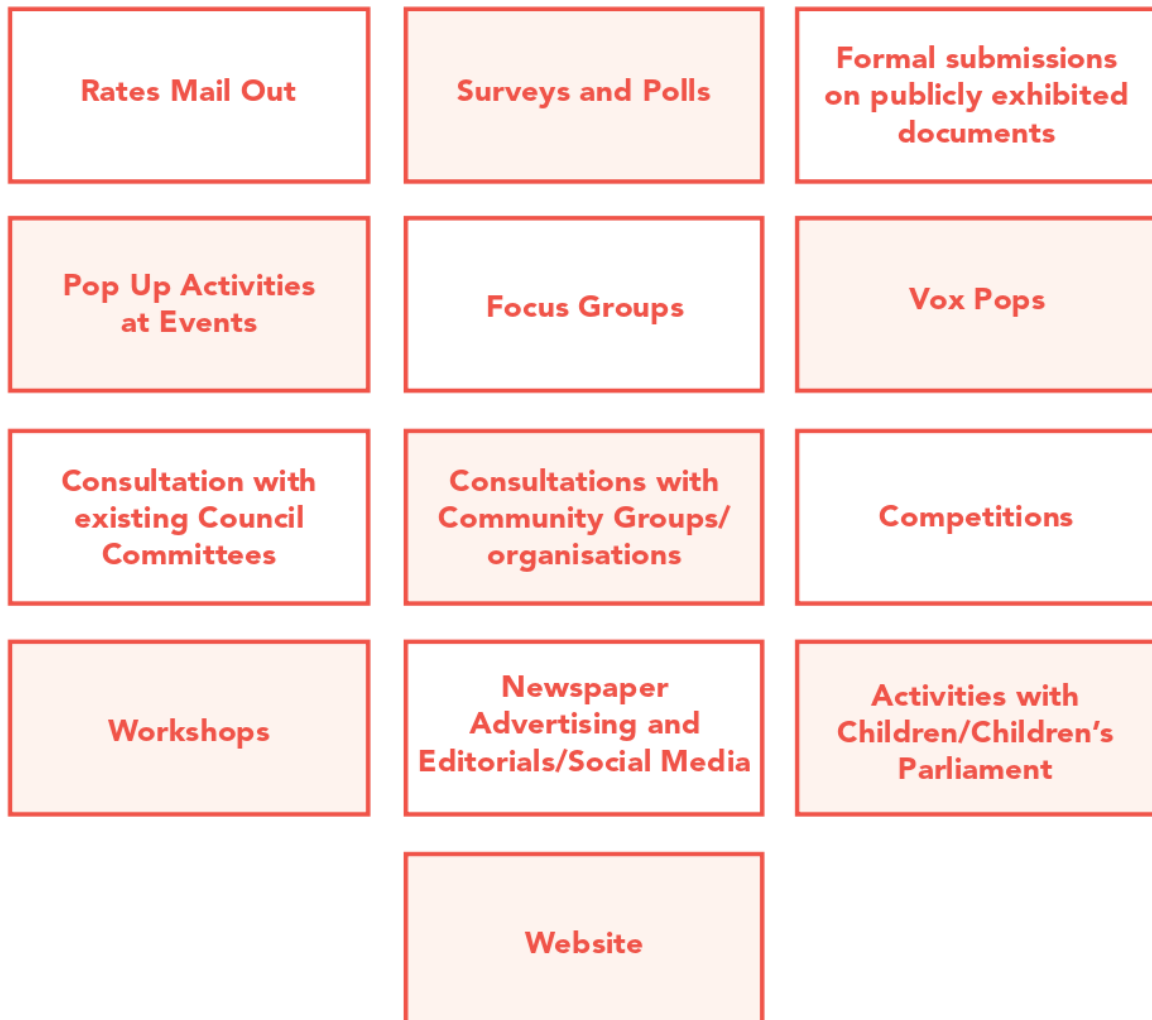 Rates Mail Out
Surveys and Polls
Formal submissions
on publicly exhibited
documents
Pop Up Activities
at Events
Focus Groups
Vox Pops
Consultation with
existing Council
Committees
Consultations with
Community Groups/
organisations
Competitions
Workshops
Newspaper
Advertising and
Editorials/Social Media
Activities with
Children/Children’s
Parliament
Website